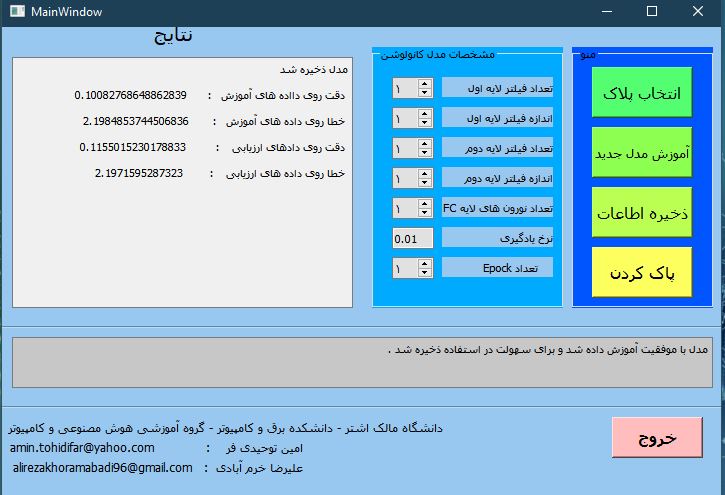 MainWindow
نتایج
مدل ذخیره شد
دقت روی دااده های آموزش : 0.10082768648862839
خطا روی داده های آموزش : 2.1984853744506836
دقت روی دادهای ارزیابی : 0.1155015230178833
خطا روی داده های ارزیابی : 2.1971595287323
مشخصات مدل کانولوشن
تعداد فیلتر لایه اول ۱
اندازه فیلتر لایه اول ۱
تعداد فیلتر لایه دوم ۱
اندازه فیلتر لایه دوم ۱
تعداد نورون های لایه FC ۱
نرخ یادگیری 0.01
تعداد Epock ۱
منو
انتخاب پلاک
آموزش مدل جدید
ذخیره اطاعات
پاک کردن
مدل با موفقیت آموزش داده شد و برای سهولت در استفاده ذخیره شد .
دانشگاه مالک اشتر - دانشکده برق و کامپیوتر - گروه آموزشی هوش مصنوعی و کامپیوتر
امین توحیدی فر : amin.tohidifar@yahoo.com
علیرضا خرم آبادی : alirezakhoramabadi96@gmail.com
خروج